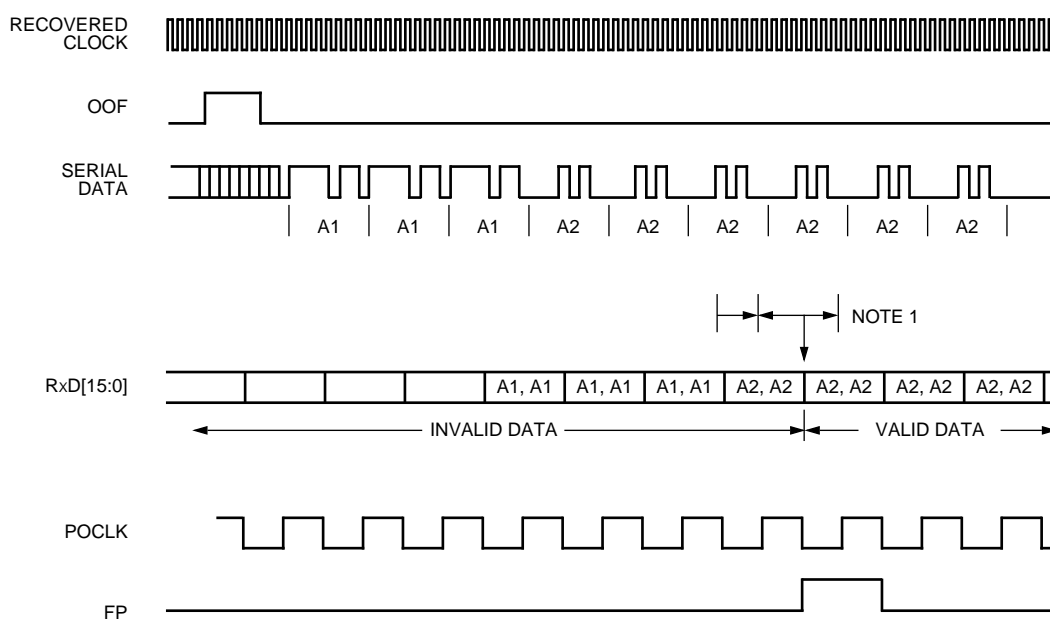 RECOVERED
CLOCK
OOF
SERIAL
DATA
A1 A1 A1 A2 A2 A2 A2 A2 A2
NOTE 1
RxD[15:0]
A1, A1 A1, A1 A1, A1 A2, A2 A2, A2 A2, A2 A2, A2
INVALID DATA VALID DATA
POCLK
FP